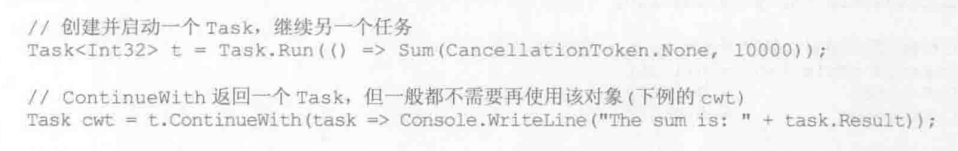 // 创建并启动一个 Task，继续另一个任务
Task<Int32> t = Task.Run(() => Sum(CancellationToken.None, 10000));
// ContinueWith 返回一个 Task，但一般都不需要再使用该对象(下例的 cwt)
Task cwt = t.ContinueWith(task => Console.WriteLine("The sum is: " + task.Result));